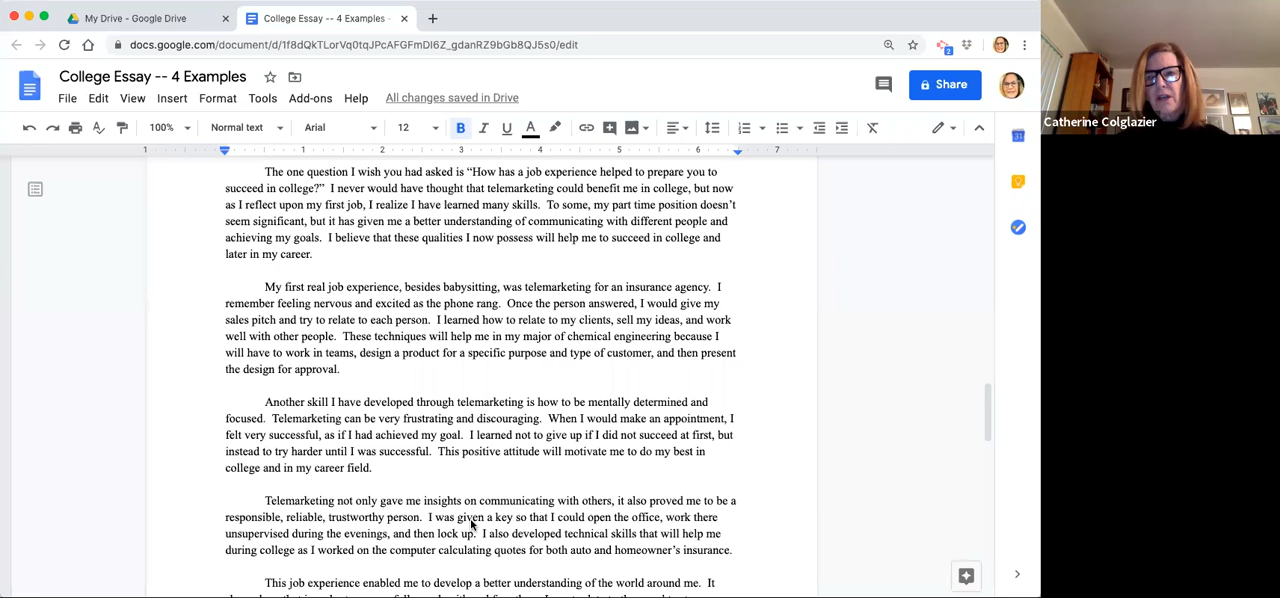 My Drive - Google Drive
College Essay -- 4 Examples -
docs.google.com/document/d/1f8dQkTLorVq0tqJPcAFGFmDI6Z_gdanRZ9bGb8QJ5s0/edit
2
College Essay -- 4 Examples
File Edit View Insert Format Tools Add-ons Help All changes saved in Drive
Share
Catherine Colglazier
100% Normal text Arial 12 B I U A
1 1 2 3 4 5 6 7
31
The one question I wish you had asked is “How has a job experience helped to prepare you to
succeed in college?” I never would have thought that telemarketing could benefit me in college, but now
as I reflect upon my first job, I realize I have learned many skills. To some, my part time position doesn’t
seem significant, but it has given me a better understanding of communicating with different people and
achieving my goals. I believe that these qualities I now possess will help me to succeed in college and
later in my career.
My first real job experience, besides babysitting, was telemarketing for an insurance agency. I
remember feeling nervous and excited as the phone rang. Once the person answered, I would give my
sales pitch and try to relate to each person. I learned how to relate to my clients, sell my ideas, and work
well with other people. These techniques will help me in my major of chemical engineering because I
will have to work in teams, design a product for a specific purpose and type of customer, and then present
the design for approval.
Another skill I have developed through telemarketing is how to be mentally determined and
focused. Telemarketing can be very frustrating and discouraging. When I would make an appointment, I
felt very successful, as if I had achieved my goal. I learned not to give up if I did not succeed at first, but
instead to try harder until I was successful. This positive attitude will motivate me to do my best in
college and in my career field.
Telemarketing not only gave me insights on communicating with others, it also proved me to be a
responsible, reliable, trustworthy person. I was given a key so that I could open the office, work there
unsupervised during the evenings, and then lock up. I also developed technical skills that will help me
during college as I worked on the computer calculating quotes for both auto and homeowner’s insurance.
This job experience enabled me to develop a better understanding of the world around me. It